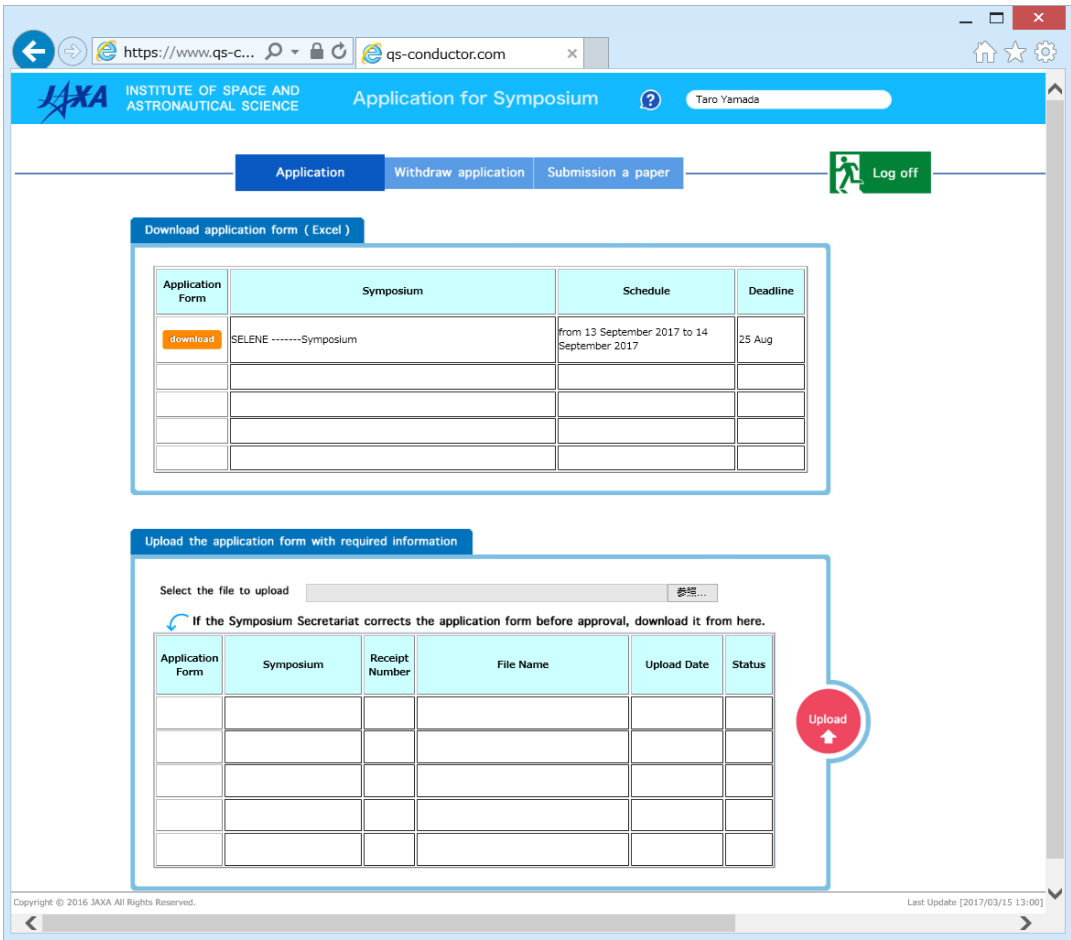 https://www.qs-c...
qs-conductor.com
JAXA
INSTITUTE OF SPACE AND
ASTRONAUTICAL SCIENCE
Application for Symposium
?
Taro Yamada
Application
Withdraw application
Submission a paper
Log off
Download application form ( Excel )
Application
Form
Symposium
Schedule
Deadline
download
SELENE -------Symposium
from 13 September 2017 to 14
September 2017
25 Aug
Upload the application form with required information
Select the file to upload
参照...
If the Symposium Secretariat corrects the application form before approval, download it from here.
Application
Form
Symposium
Receipt
Number
File Name
Upload Date
Status
Upload
Copyright © 2016 JAXA All Rights Reserved.
Last Update [2017/03/15 13:00]